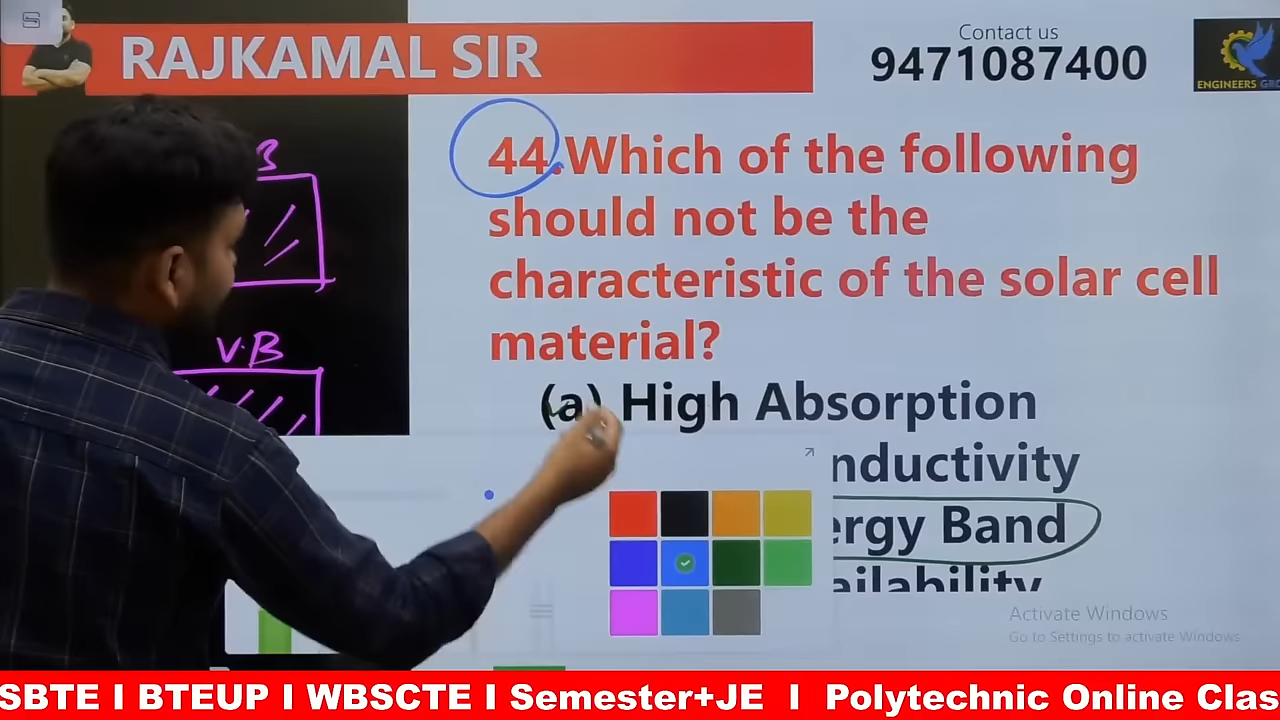 RAJKAMAL SIR
Contact us
9471087400
ENGINEERS
44.Which of the following
should not be the
characteristic of the solar cell
material?
(a) High Absorption
nductivity
ergy Band
ailability
V.B
Activate Windows
Go to Settings to activate Windows
SBTE I BTEUP I WBSCTE I Semester+JE I Polytechnic Online Clas